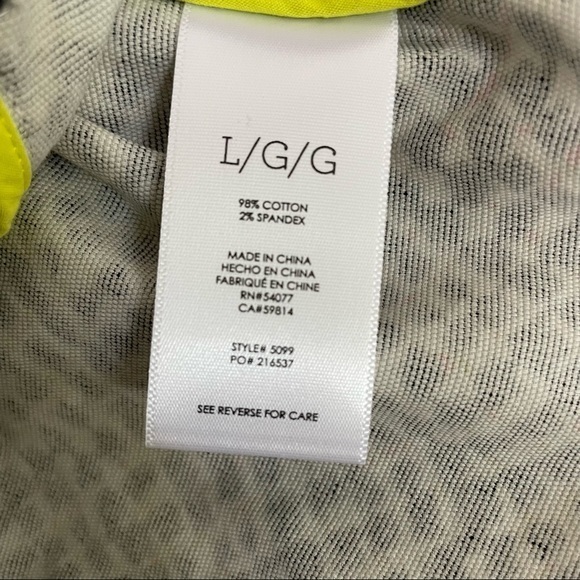 L/G/G
98% COTTON
2% SPANDEX
MADE IN CHINA
HECHO EN CHINA
FABRIQUÉ EN CHINE
RN#54077
CA#59814
STYLE# 5099
PO# 216537
SEE REVERSE FOR CARE